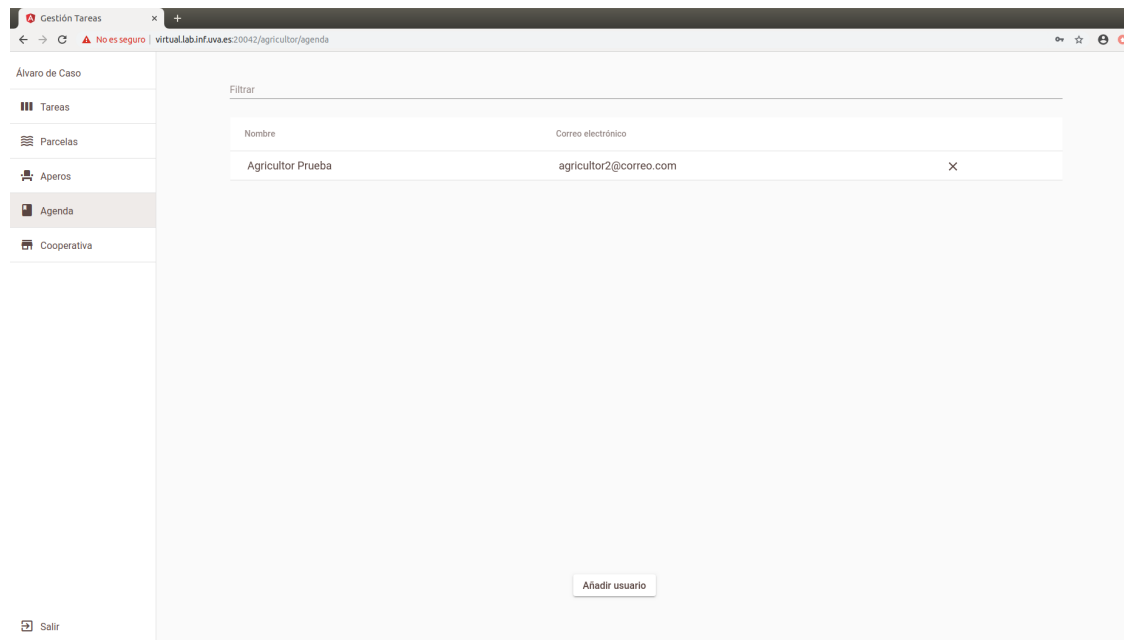 Gestión Tareas
No es seguro | virtual.lab.inf.uva.es:20042/agricultor/agenda
Álvaro de Caso
Tareas
Parcelas
Aperos
Agenda
Cooperativa
Salir
Filtrar
Nombre Correo electrónico
Agricultor Prueba agricultor2@correo.com
Añadir usuario